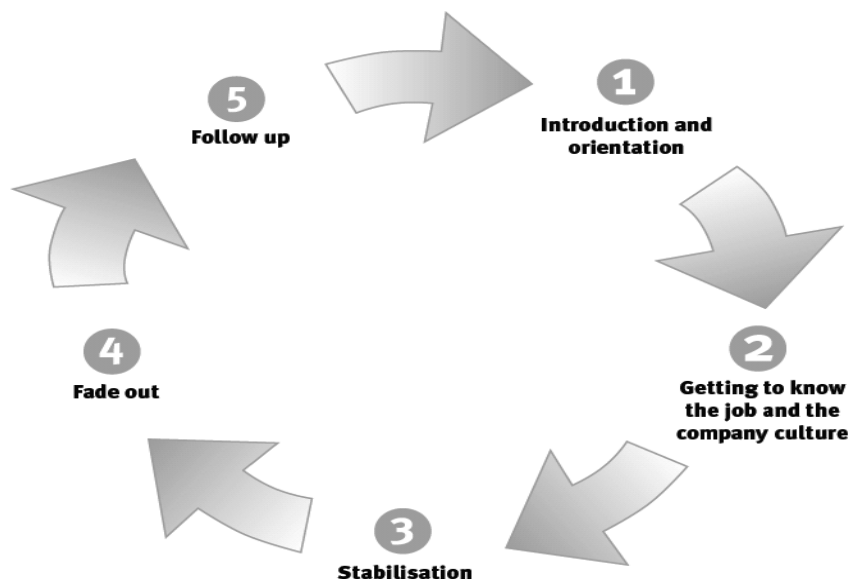 1
Introduction and
orientation
2
Getting to know
the job and the
company culture
3
Stabilisation
4
Fade out
5
Follow up